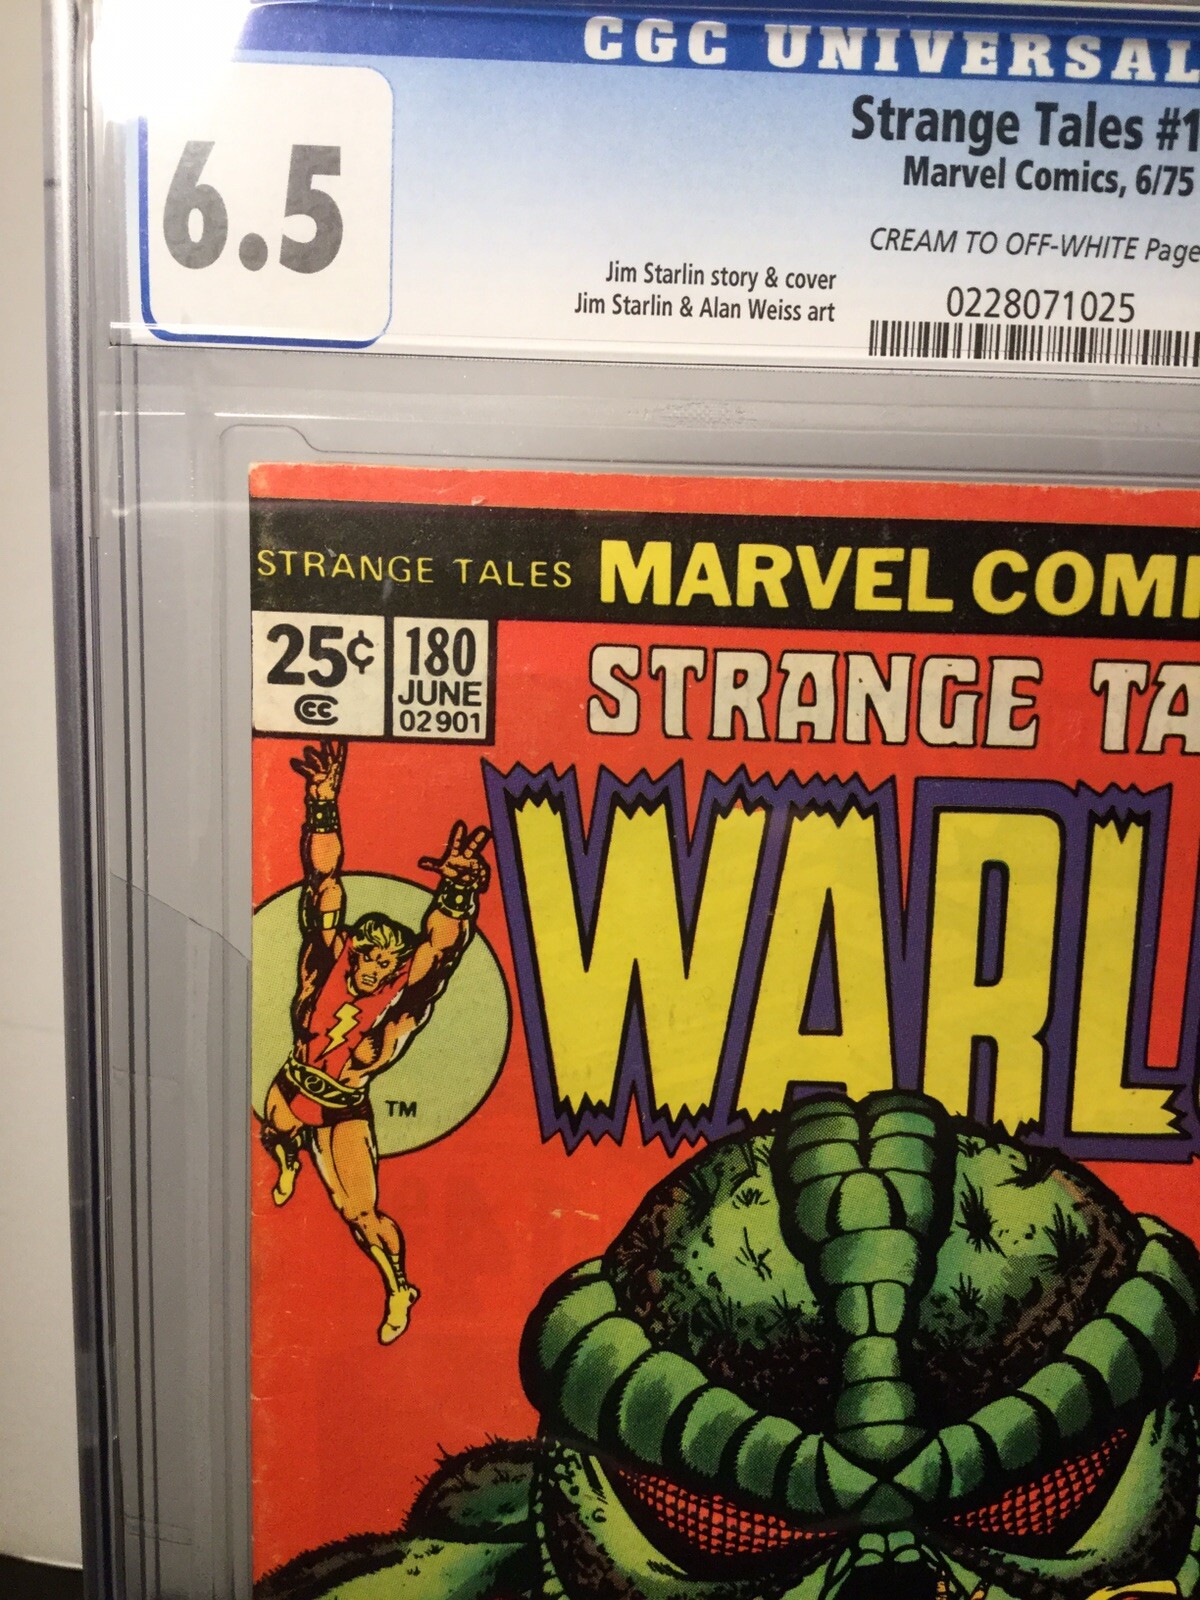 CGC UNIVERSAL
6.5
Strange Tales #1
Marvel Comics, 6/75
CREAM TO OFF-WHITE Page
Jim Starlin story & cover
Jim Starlin & Alan Weiss art
0228071025
STRANGE TALES MARVEL COMI
25¢ 180
JUNE
CC 02901
STRANGE TA
WARL
TM